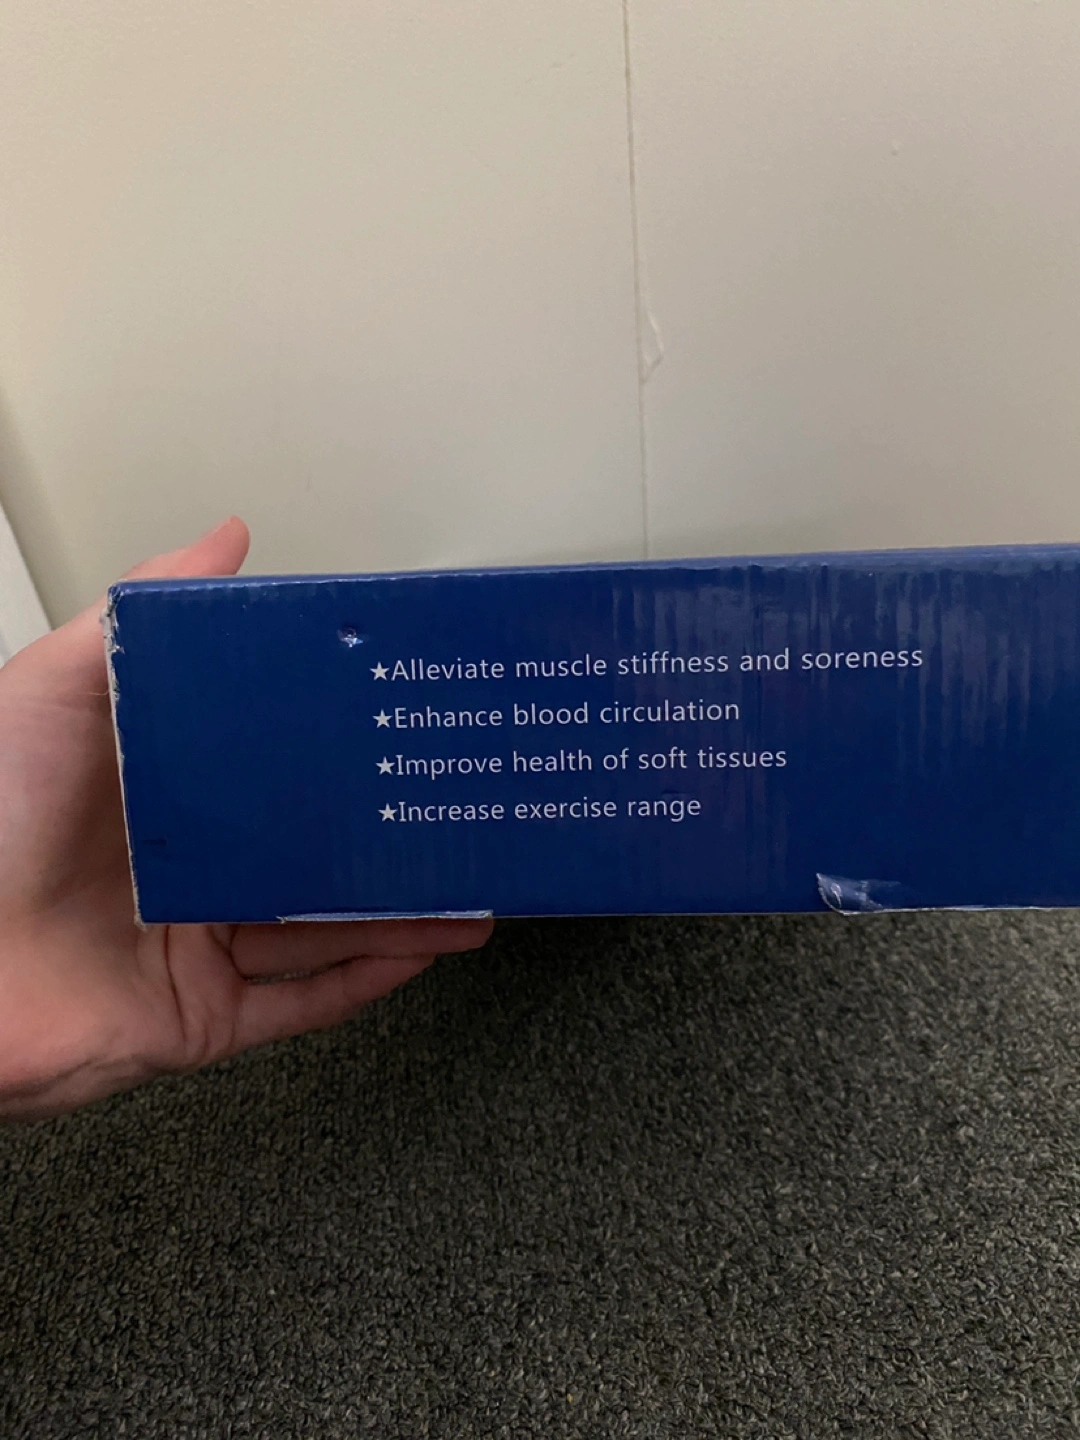 ★Alleviate muscle stiffness and soreness
★Enhance blood circulation
★Improve health of soft tissues
★Increase exercise range